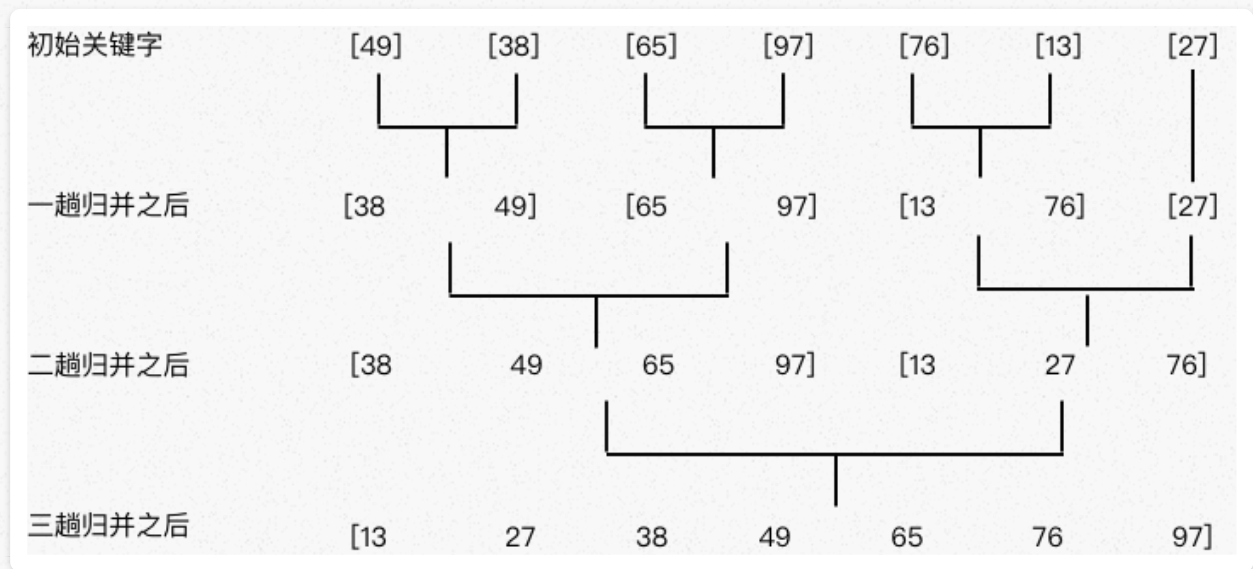 初始关键字 [49] [38] [65] [97] [76] [13] [27]
一趟归并之后 [38 49] [65 97] [13 76] [27]
二趟归并之后 [38 49 65 97] [13 27 76]
三趟归并之后 [13 27 38 49 65 76 97]